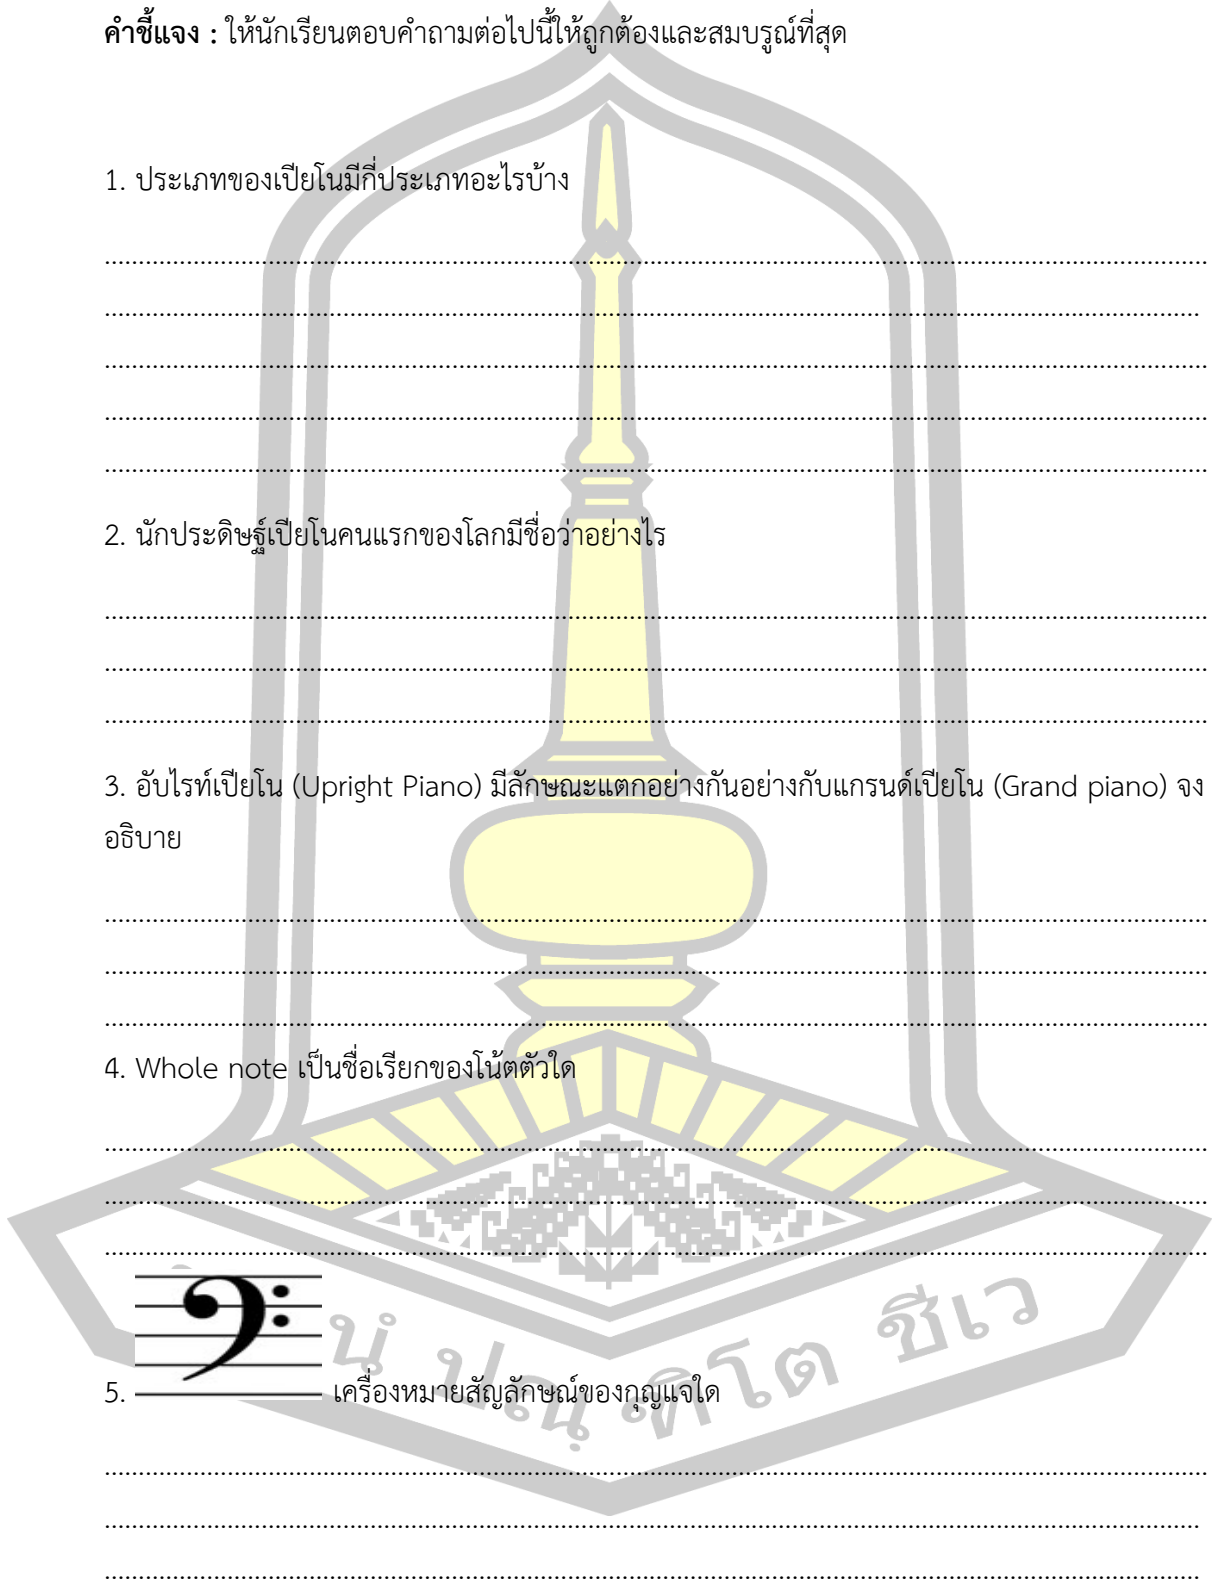 คำชี้แจง : ให้นักเรียนตอบคำถามต่อไปนี้ให้ถูกต้องและสมบรูณ์ที่สุด
1. ประเภทของเปียโนมีกี่ประเภทอะไรบ้าง
................................................................................
................................................................................
................................................................................
................................................................................
................................................................................
2. นักประดิษฐ์เปียโนคนแรกของโลกมีชื่อว่าอย่างไร
................................................................................
................................................................................
................................................................................
3. อับไรท์เปียโน (Upright Piano) มีลักษณะแตกอย่างกันอย่างกับแกรนด์เปียโน (Grand piano) จง
อธิบาย
................................................................................
................................................................................
................................................................................
4. Whole note เป็นชื่อเรียกของโน้ตตัวใด
................................................................................
................................................................................
................................................................................
นํ ปณฺฑิโต ชีเว
5. เครื่องหมายสัญลักษณ์ของกุญแจใด
................................................................................
................................................................................
................................................................................